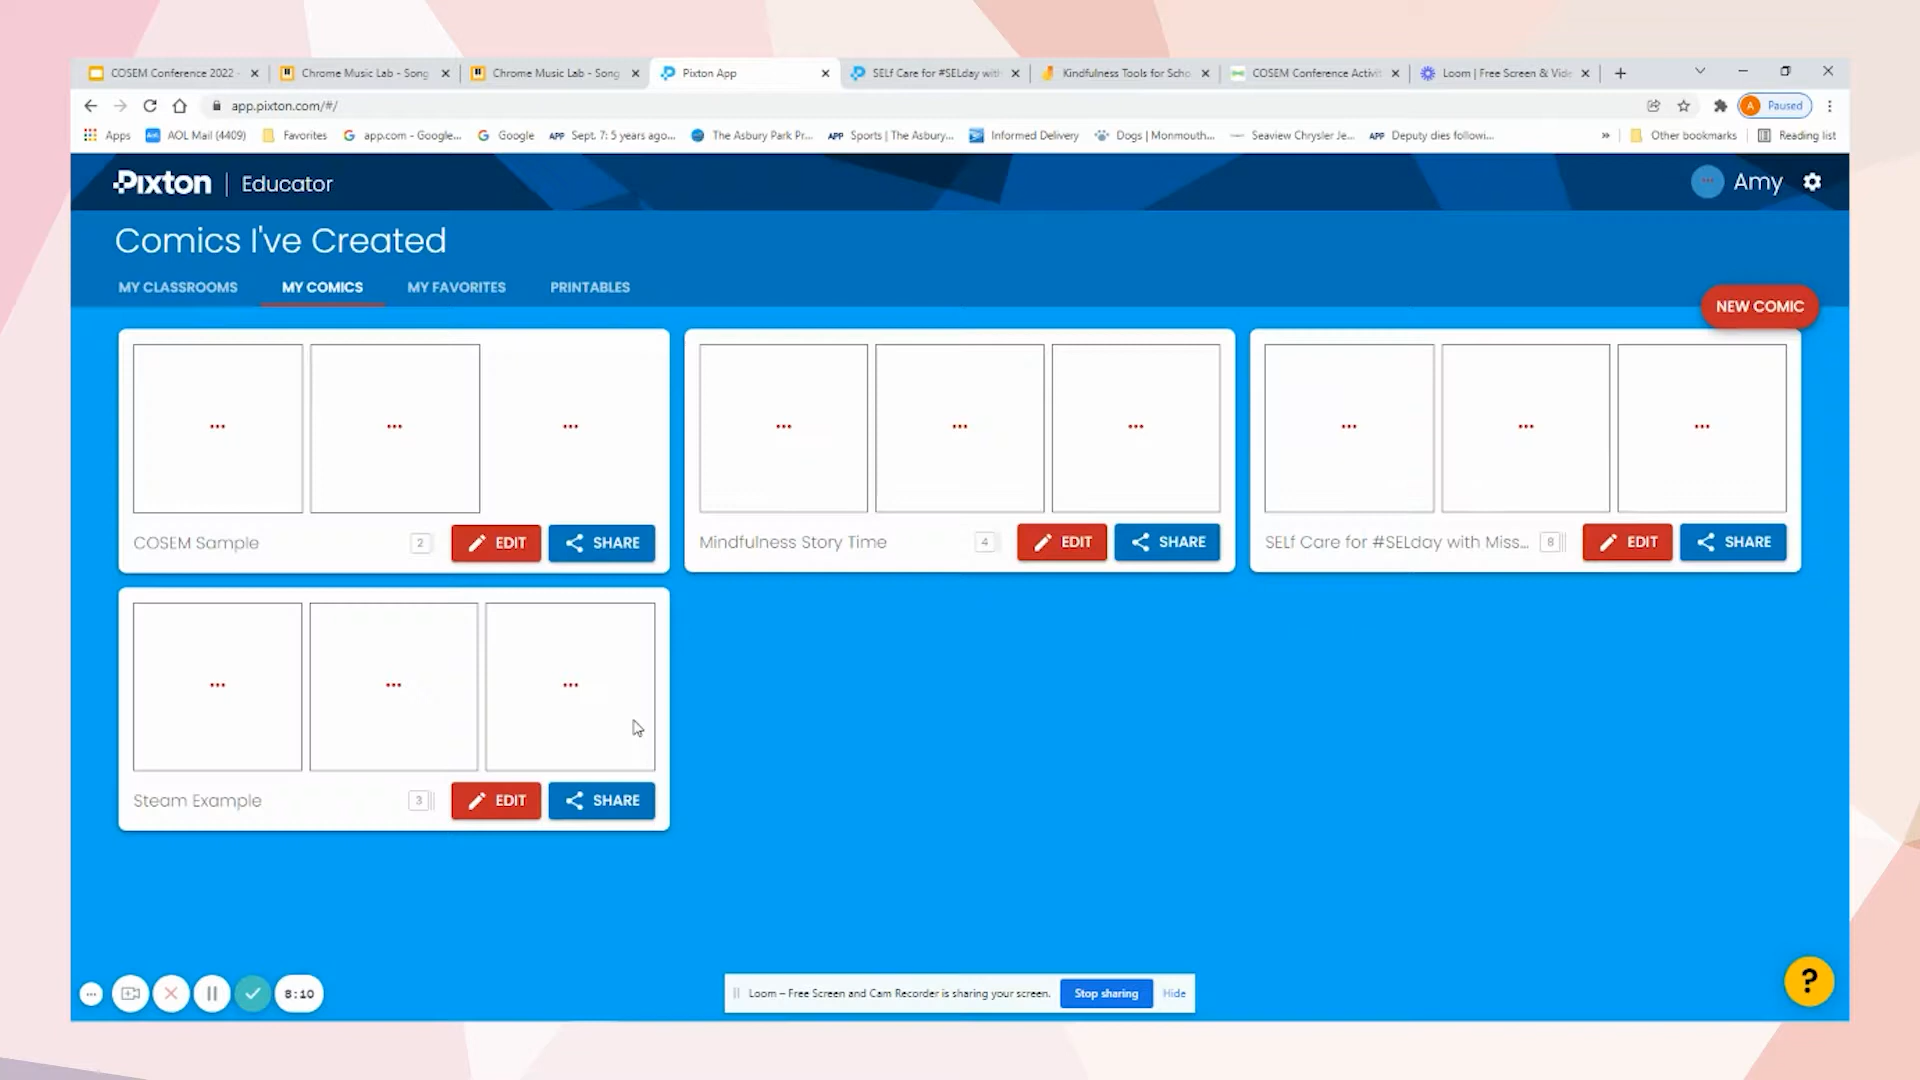 COSEM Conference 2022 -
Chrome Music Lab - Song
Chrome Music Lab - Song
Pixton App
SELf Care for #SELday with
Kindfulness Tools for Scho
COSEM Conference Activit
Loom | Free Screen & Vide
app.pixton.com/#/
A Paused
Apps
AOL Mail (4409)
Favorites
app.com - Google...
Google
APP Sept. 7: 5 years ago...
The Asbury Park Pr...
APP Sports | The Asbury...
Informed Delivery
Dogs | Monmouth...
Seaview Chrysler Je...
APP Deputy dies followi...
»
Other bookmarks
Reading list
Pixton | Educator
Amy
Comics I've Created
MY CLASSROOMS
MY COMICS
MY FAVORITES
PRINTABLES
NEW COMIC
COSEM Sample
2
EDIT
SHARE
Mindfulness Story Time
4
EDIT
SHARE
SELf Care for #SELday with Miss...
8
EDIT
SHARE
Steam Example
3
EDIT
SHARE
8:10
Loom – Free Screen and Cam Recorder is sharing your screen.
Stop sharing
Hide
?